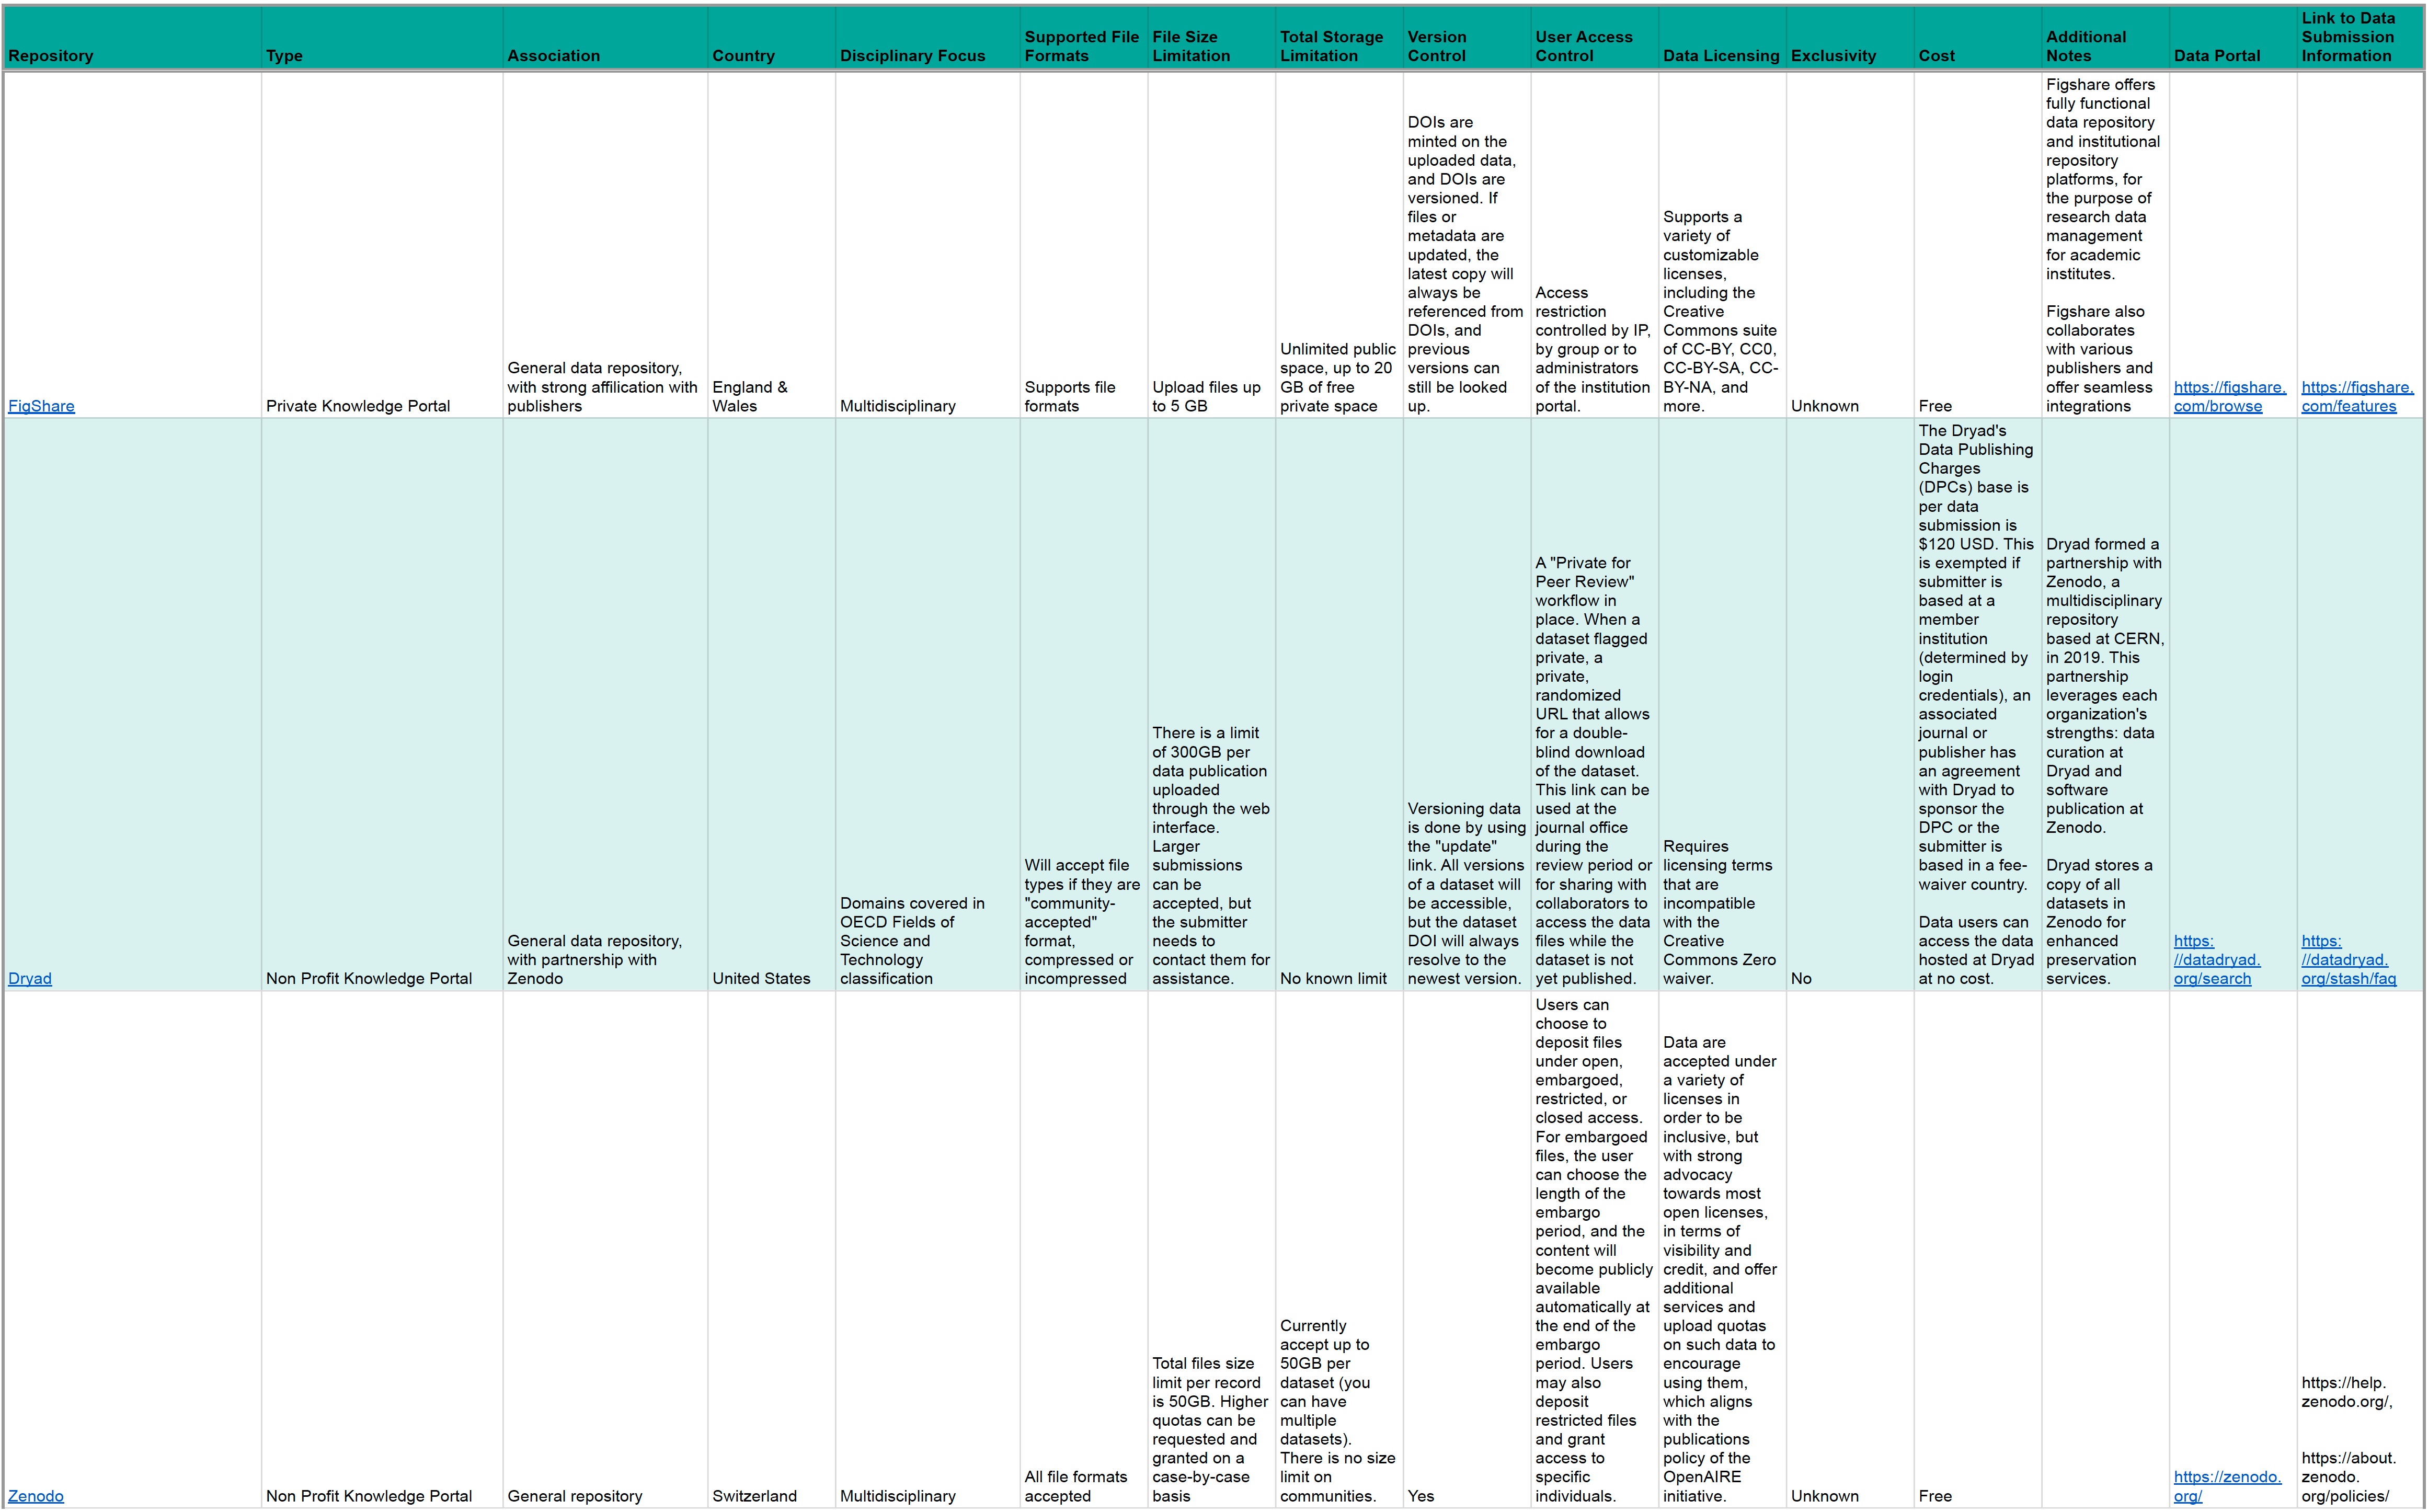 Repository
Type
Association
Country
Disciplinary Focus
Supported File
Formats
File Size
Limitation
Total Storage
Limitation
Version
Control
User Access
Control
Data Licensing
Exclusivity
Cost
Additional
Notes
Data Portal
Link to Data
Submission
Information
FigShare
Private Knowledge Portal
General data repository,
with strong affilication with
publishers
England &
Wales
Multidisciplinary
Supports file
formats
Upload files up
to 5 GB
Unlimited public
space, up to 20
GB of free
private space
DOIs are
minted on the
uploaded data,
and DOIs are
versioned. If
files or
metadata are
updated, the
latest copy will
always be
referenced from
DOIs, and
previous
versions can
still be looked
up.
Access
restriction
controlled by IP,
by group or to
administrators
of the institution
portal.
Supports a
variety of
customizable
licenses,
including the
Creative
Commons suite
of CC-BY, CC0,
CC-BY-SA, CC-
BY-NA, and
more.
Unknown
Free
Figshare offers
fully functional
data repository
and institutional
repository
platforms, for
the purpose of
research data
management
for academic
institutes.
Figshare also
collaborates
with various
publishers and
offer seamless
integrations
https://figshare.
com/browse
https://figshare.
com/features
Dryad
Non Profit Knowledge Portal
General data repository,
with partnership with
Zenodo
United States
Domains covered in
OECD Fields of
Science and
Technology
classification
Will accept file
types if they are
"community-
accepted"
format,
compressed or
incompressed
There is a limit
of 300GB per
data publication
uploaded
through the web
interface.
Larger
submissions
can be
accepted, but
the submitter
needs to
contact them for
assistance.
No known limit
Versioning data
is done by using
the "update"
link. All versions
of a dataset will
be accessible,
but the dataset
DOI will always
resolve to the
newest version.
A "Private for
Peer Review"
workflow in
place. When a
dataset flagged
private, a
private,
randomized
URL that allows
for a double-
blind download
of the dataset.
This link can be
used at the
journal office
during the
review period or
for sharing with
collaborators to
access the data
files while the
dataset is not
yet published.
Requires
licensing terms
that are
incompatible
with the
Creative
Commons Zero
waiver.
No
The Dryad's
Data Publishing
Charges
(DPCs) base is
per data
submission is
$120 USD. This
is exempted if
submitter is
based at a
member
institution
(determined by
login
credentials), an
associated
journal or
publisher has
an agreement
with Dryad to
sponsor the
DPC or the
submitter is
based in a fee-
waiver country.
Data users can
access the data
hosted at Dryad
at no cost.
Dryad formed a
partnership with
Zenodo, a
multidisciplinary
repository
based at CERN,
in 2019. This
partnership
leverages each
organization's
strengths: data
curation at
Dryad and
software
publication at
Zenodo.
Dryad stores a
copy of all
datasets in
Zenodo for
enhanced
preservation
services.
https:
//datadryad.
org/search
https:
//datadryad.
org/stash/faq
Zenodo
Non Profit Knowledge Portal
General repository
Switzerland
Multidisciplinary
All file formats
accepted
Total files size
limit per record
is 50GB. Higher
quotas can be
requested and
granted on a
case-by-case
basis
Currently
accept up to
50GB per
dataset (you
can have
multiple
datasets).
There is no size
limit on
communities.
Yes
Users can
choose to
deposit files
under open,
embargoed,
restricted, or
closed access.
For embargoed
files, the user
can choose the
length of the
embargo
period, and the
content will
become publicly
available
automatically at
the end of the
embargo
period. Users
may also
deposit
restricted files
and grant
access to
specific
individuals.
Data are
accepted under
a variety of
licenses in
order to be
inclusive, but
with strong
advocacy
towards most
open licenses,
in terms of
visibility and
credit, and offer
additional
services and
upload quotas
on such data to
encourage
using them,
which aligns
with the
publications
policy of the
OpenAIRE
initiative.
Unknown
Free
https://zenodo.
org/
https://help.
zenodo.org/,
https://about.
zenodo.
org/policies/